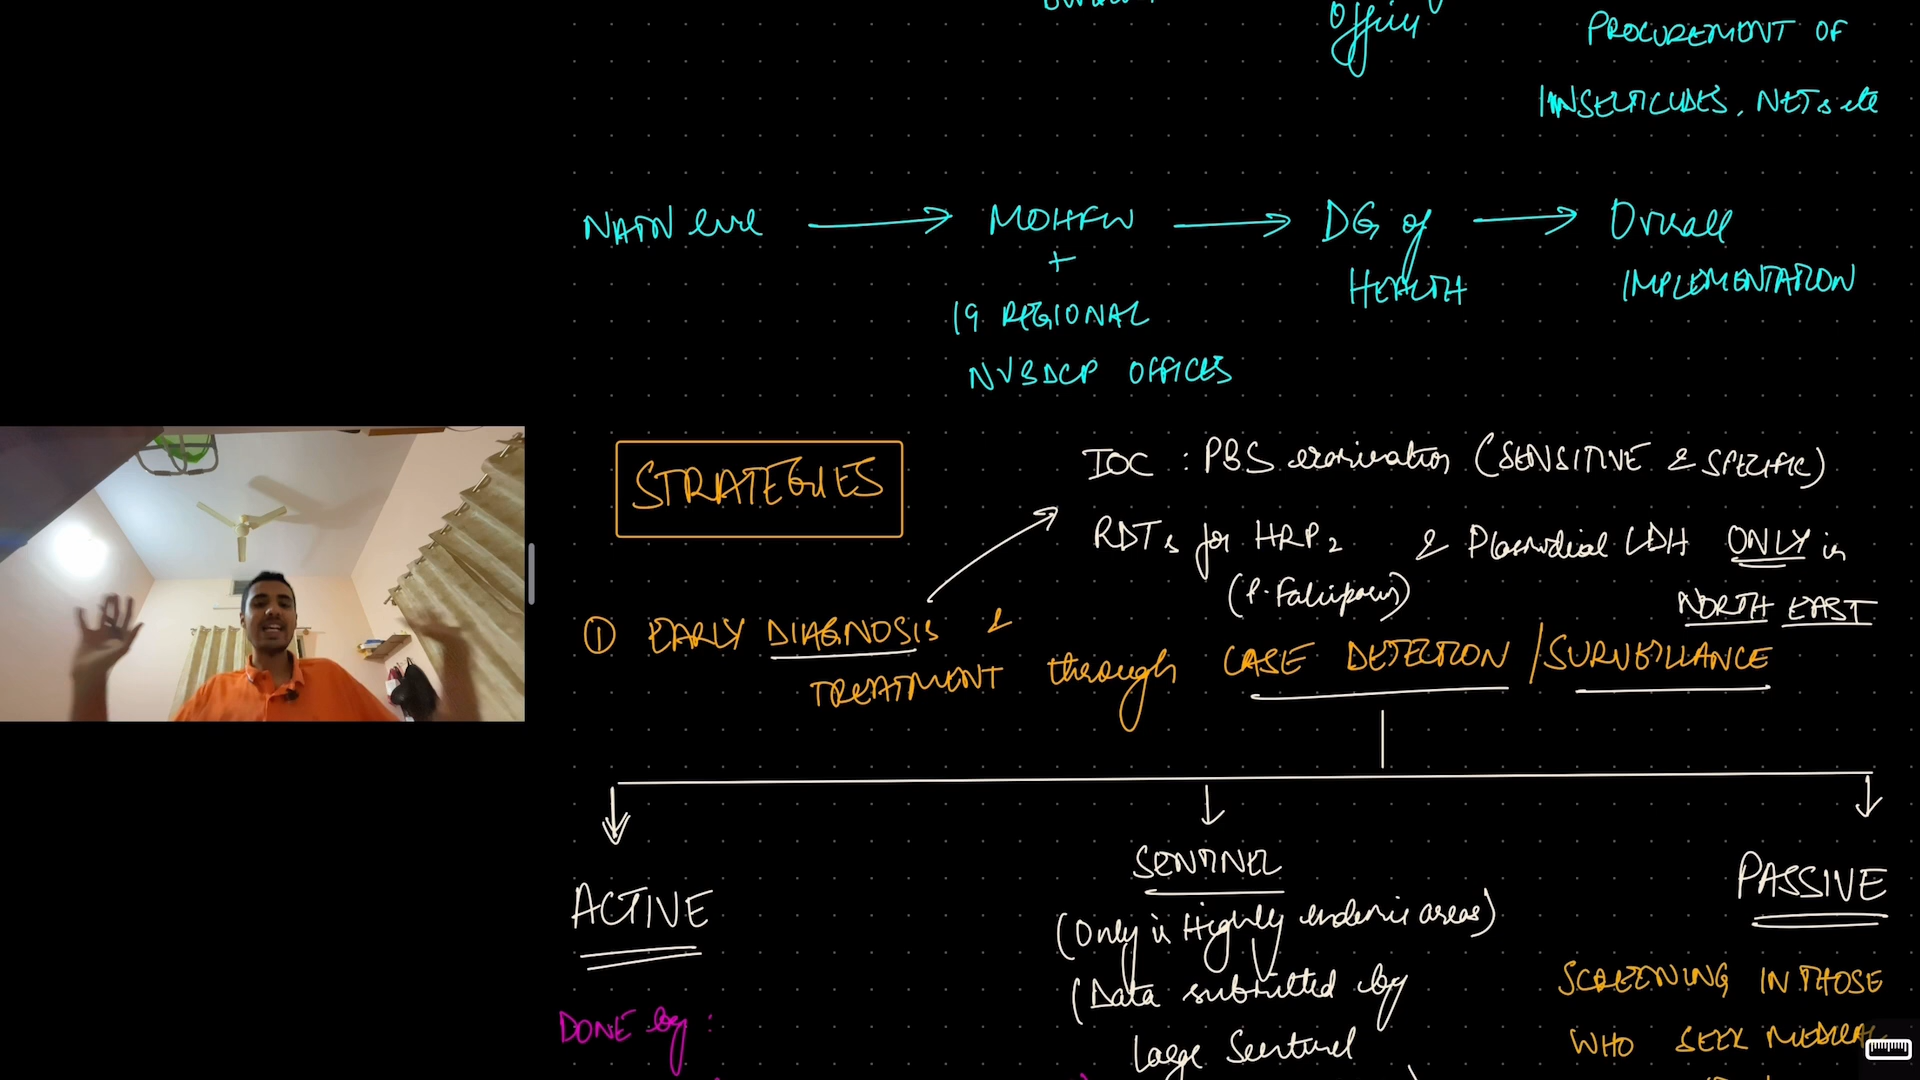 Office
PROCUREMENT OF
INSECTICIDES, NETs etc
NATN level
MOHFW
+
19 REGIONAL
NVBDCP OFFICES
DG of
HEALTH
Overall
IMPLEMENTATION
STRATEGIES
IOC : PBS examination (SENSITIVE & SPECIFIC)
RDTs for HRP2 & Plasmodial LDH ONLY in
(P. Falciparum)
NORTH EAST
① EARLY DIAGNOSIS &
TREATMENT through CASE DETECTION / SURVEILLANCE
ACTIVE
DONE by :
SENTINEL
(Only in Highly endemic areas)
(Data submitted by
Large Sentinel
PASSIVE
SCREENING IN THOSE
WHO SEEK MEDICAL